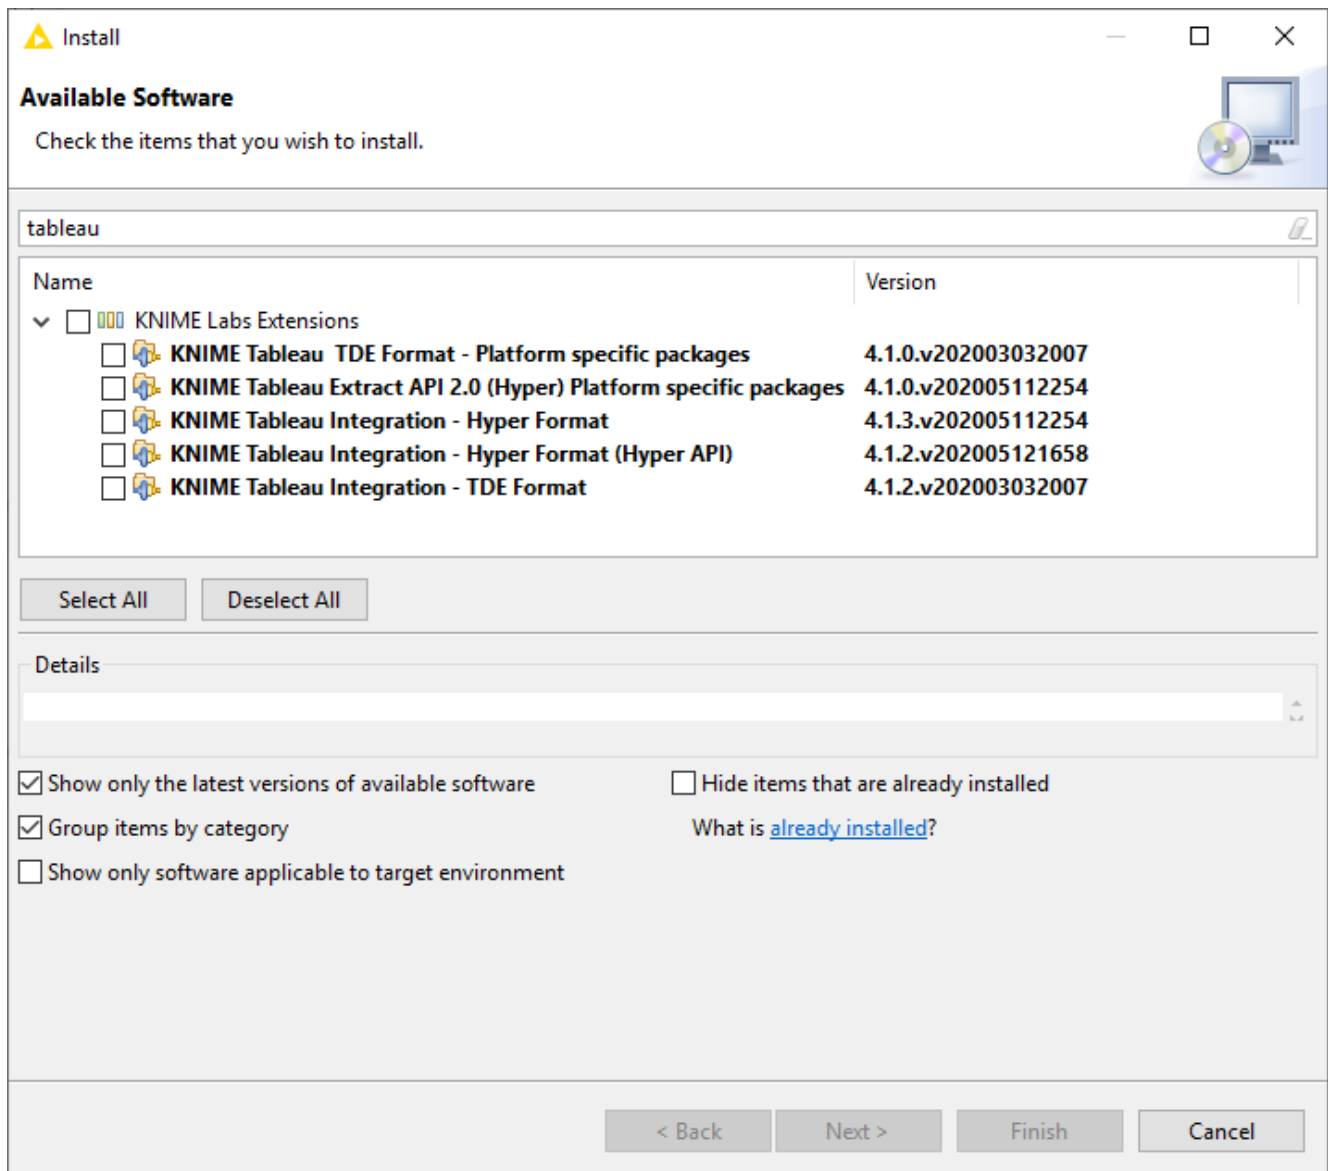 Install
Available Software
Check the items that you wish to install.
tableau
Name Version
KNIME Labs Extensions
KNIME Tableau  TDE Format - Platform specific packages 4.1.0.v202003032007
KNIME Tableau Extract API 2.0 (Hyper) Platform specific packages 4.1.0.v202005112254
KNIME Tableau Integration - Hyper Format 4.1.3.v202005112254
KNIME Tableau Integration - Hyper Format (Hyper API) 4.1.2.v202005121658
KNIME Tableau Integration - TDE Format 4.1.2.v202003032007
Select All Deselect All
Details
Show only the latest versions of available software Hide items that are already installed
Group items by category What is already installed?
Show only software applicable to target environment
< Back Next > Finish Cancel